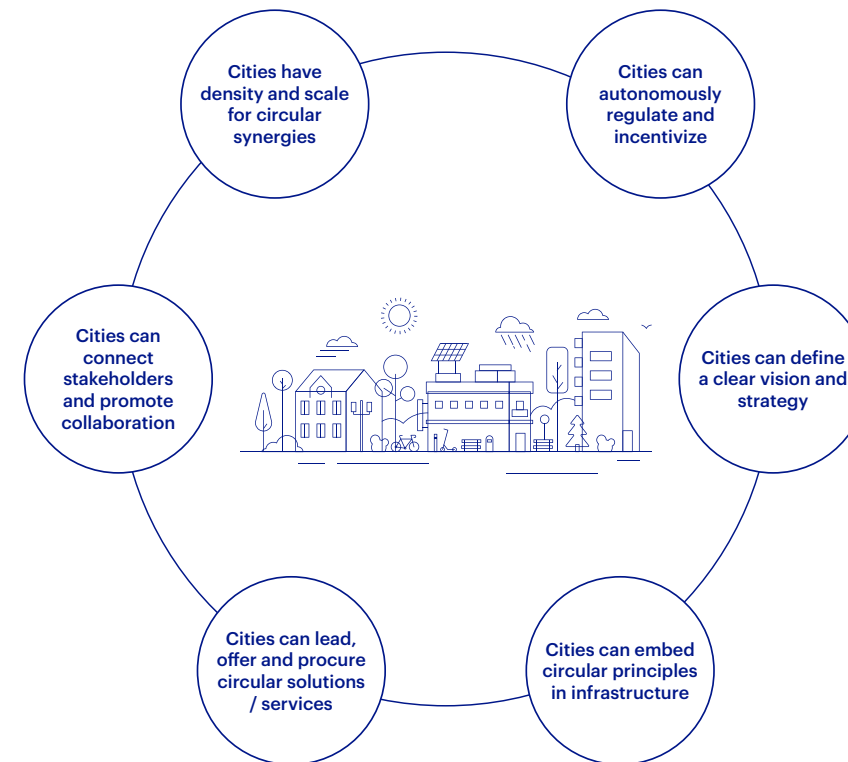 Cities have
density and scale
for circular
synergies
Cities can
autonomously
regulate and
incentivize
Cities can
connect
stakeholders
and promote
collaboration
Cities can define
a clear vision and
strategy
Cities can lead,
offer and procure
circular solutions
/ services
Cities can embed
circular principles
in infrastructure